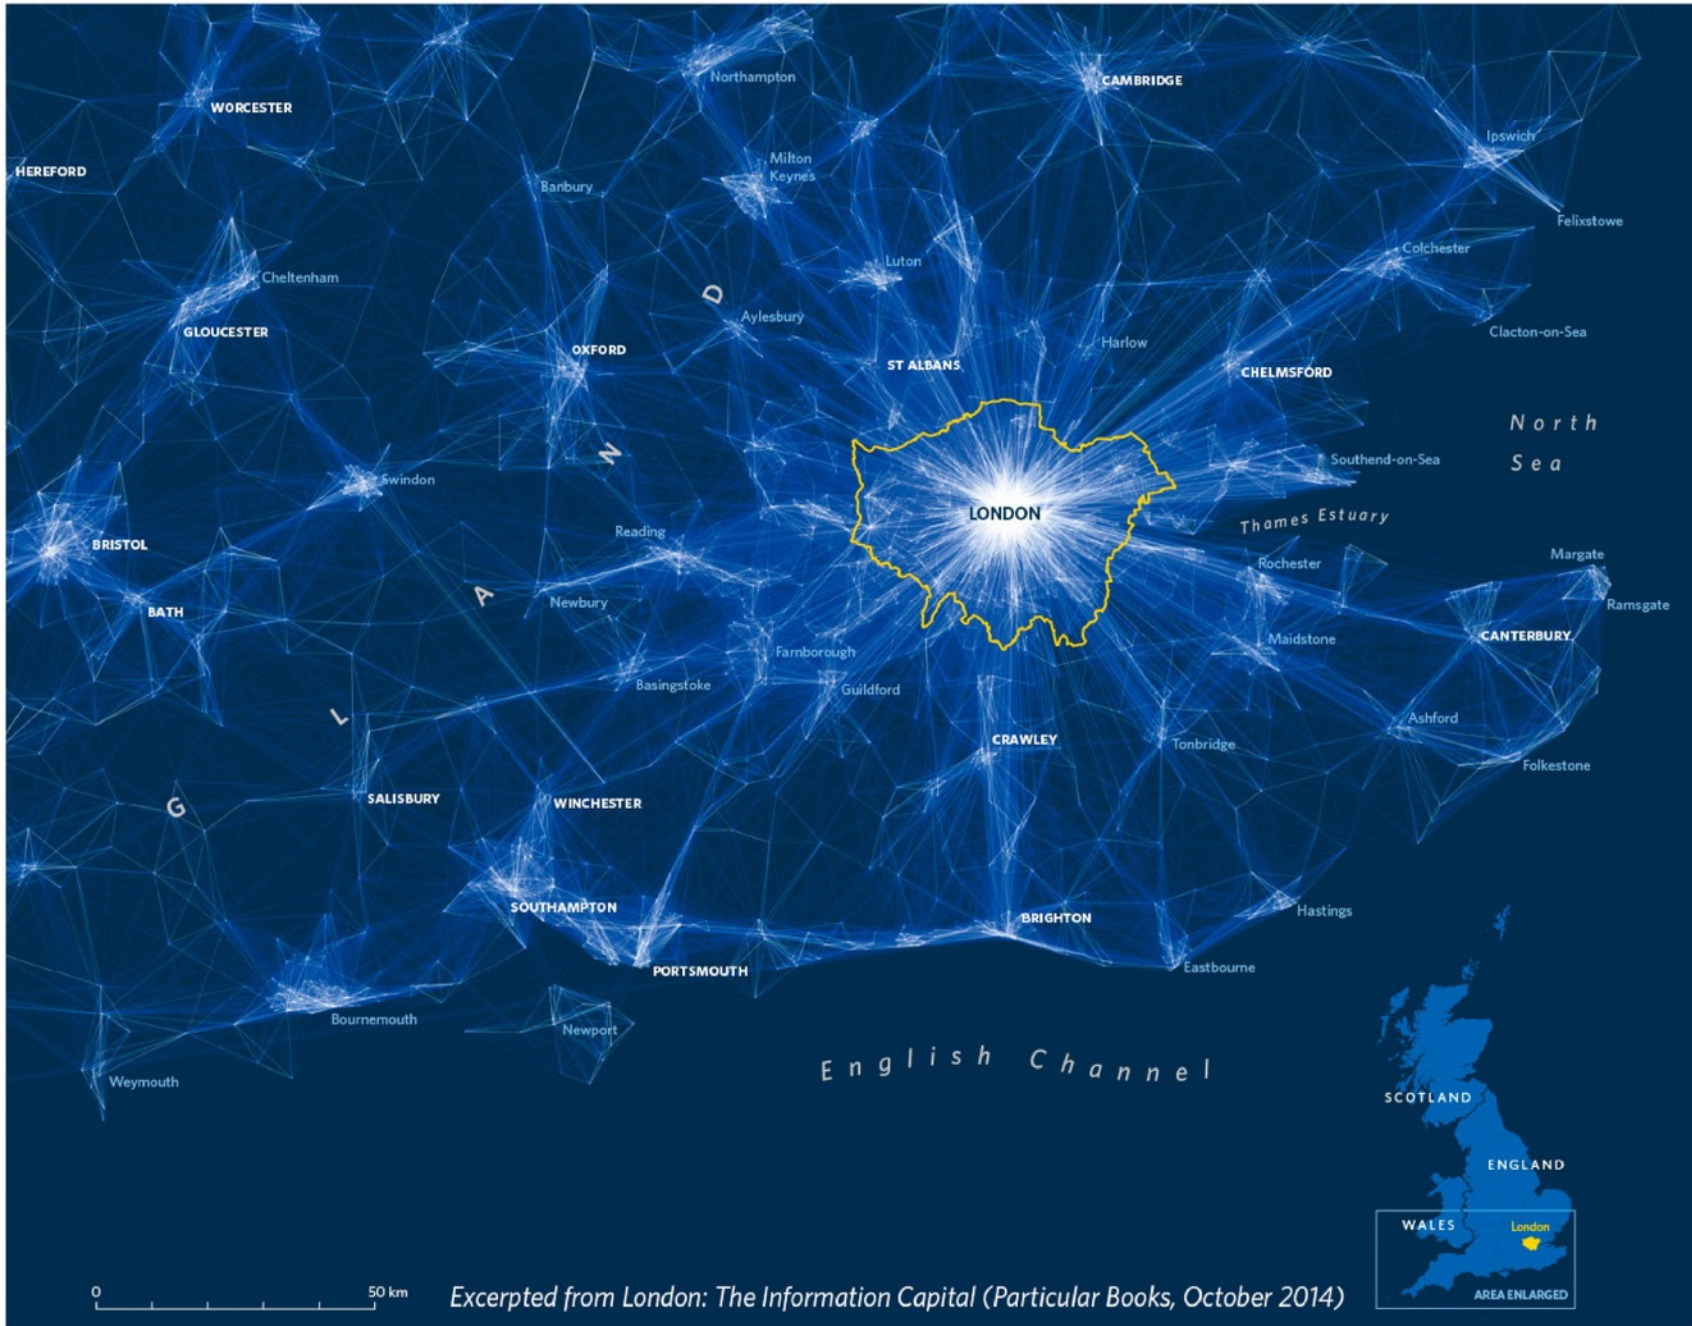 Northampton
CAMBRIDGE
WORCESTER
Ipswich
Milton
Keynes
HEREFORD
Banbury
Felixstowe
Colchester
Luton
Cheltenham
D
Aylesbury
Clacton-on-Sea
GLOUCESTER
Harlow
OXFORD
ST ALBANS
CHELMSFORD
North
Sea
N
Southend-on-Sea
Swindon
LONDON
Thames Estuary
Reading
BRISTOL
Margate
Rochester
A
Newbury
Ramsgate
BATH
CANTERBURY
Maidstone
Farnborough
Basingstoke
Guildford
L
Ashford
CRAWLEY
Tonbridge
Folkestone
SALISBURY
WINCHESTER
G
SOUTHAMPTON
BRIGHTON
Hastings
PORTSMOUTH
Eastbourne
Bournemouth
Newport
English Channel
Weymouth
SCOTLAND
ENGLAND
WALES
London
AREA ENLARGED
0 50 km
Excerpted from London: The Information Capital (Particular Books, October 2014)